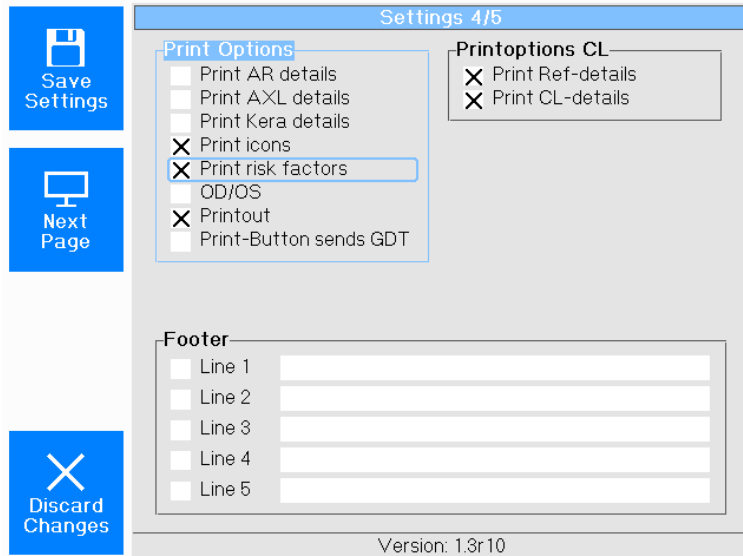 Settings 4/5
Save
Settings
Next
Page
Discard
Changes
Print Options
Print AR details
Print AXL details
Print Kera details
Print icons
Print risk factors
OD/OS
Printout
Print-Button sends GDT
Printoptions CL
Print Ref-details
Print CL-details
Footer
Line 1
Line 2
Line 3
Line 4
Line 5
Version: 1.3r10